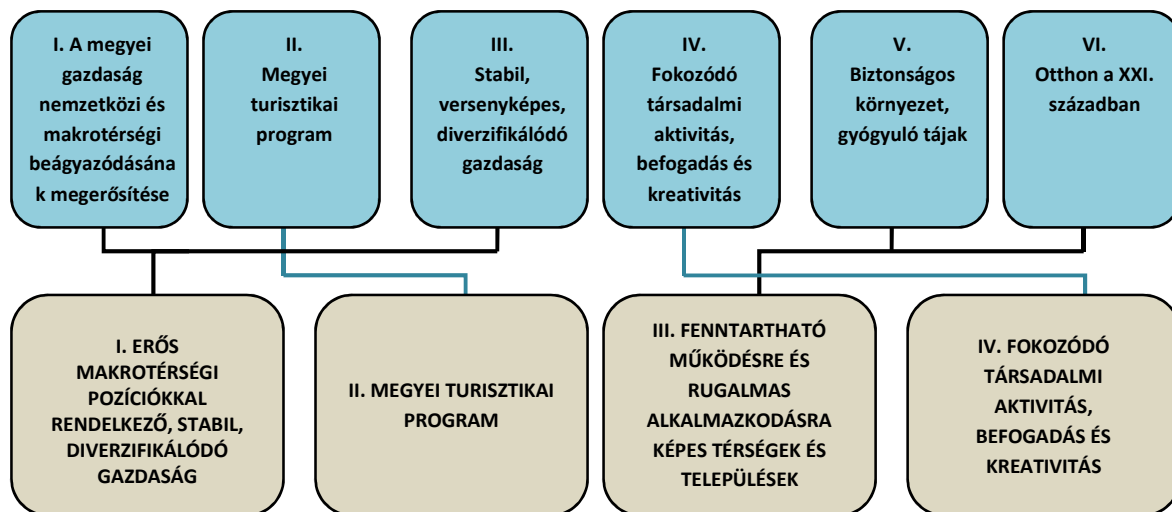 I. A megyei
gazdaság
nemzetközi és
makrotérségi
beágyazódásána
k megerősítése
II.
Megyei
turisztikai
program
III.
Stabil,
versenyképes,
diverzifikálódó
gazdaság
IV.
Fokozódó
társadalmi
aktivitás,
befogadás és
kreativitás
V.
Biztonságos
környezet,
gyógyuló tájak
VI.
Otthon a XXI.
században
I. ERŐS
MAKROTÉRSÉGI
POZÍCIÓKKAL
RENDELKEZŐ, STABIL,
DIVERZIFIKÁLÓDÓ
GAZDASÁG
II. MEGYEI TURISZTIKAI
PROGRAM
III. FENNTARTHATÓ
MŰKÖDÉSRE ÉS
RUGALMAS
ALKALMAZKODÁSRA
KÉPES TÉRSÉGEK ÉS
TELEPÜLÉSEK
IV. FOKOZÓDÓ
TÁRSADALMI
AKTIVITÁS,
BEFOGADÁS ÉS
KREATIVITÁS